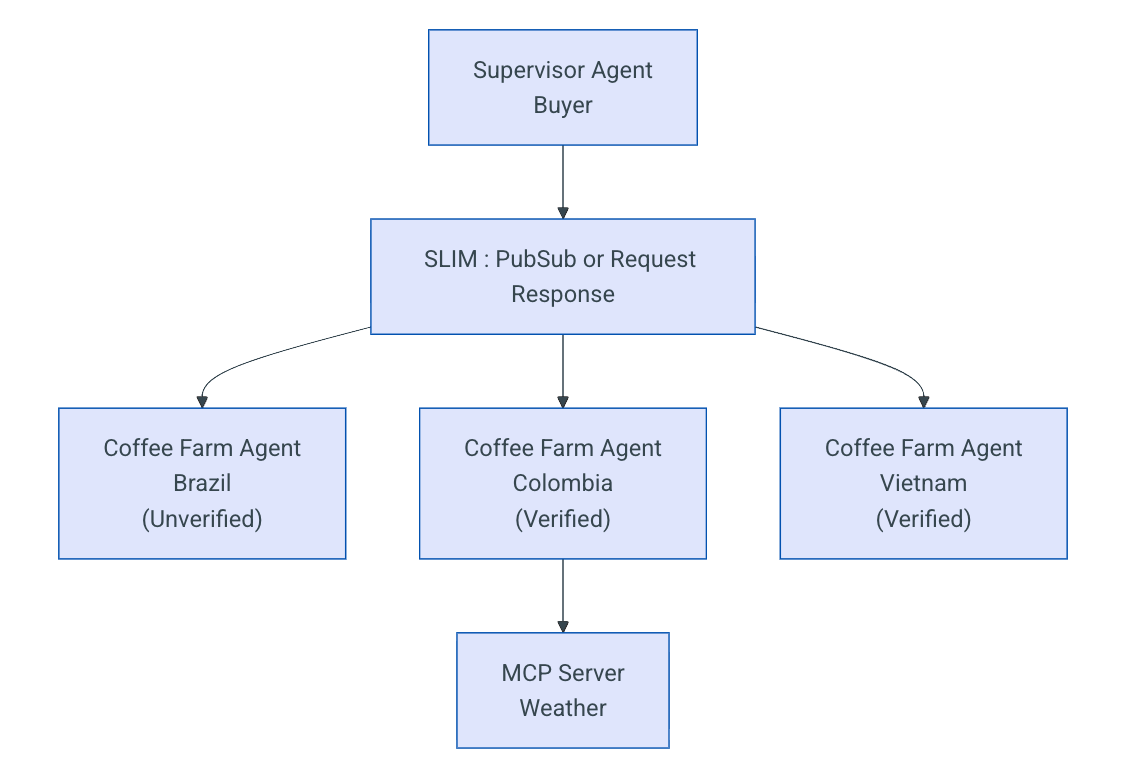 Supervisor Agent
Buyer
SLIM : PubSub or Request
Response
Coffee Farm Agent
Brazil
(Unverified)
Coffee Farm Agent
Colombia
(Verified)
Coffee Farm Agent
Vietnam
(Verified)
MCP Server
Weather